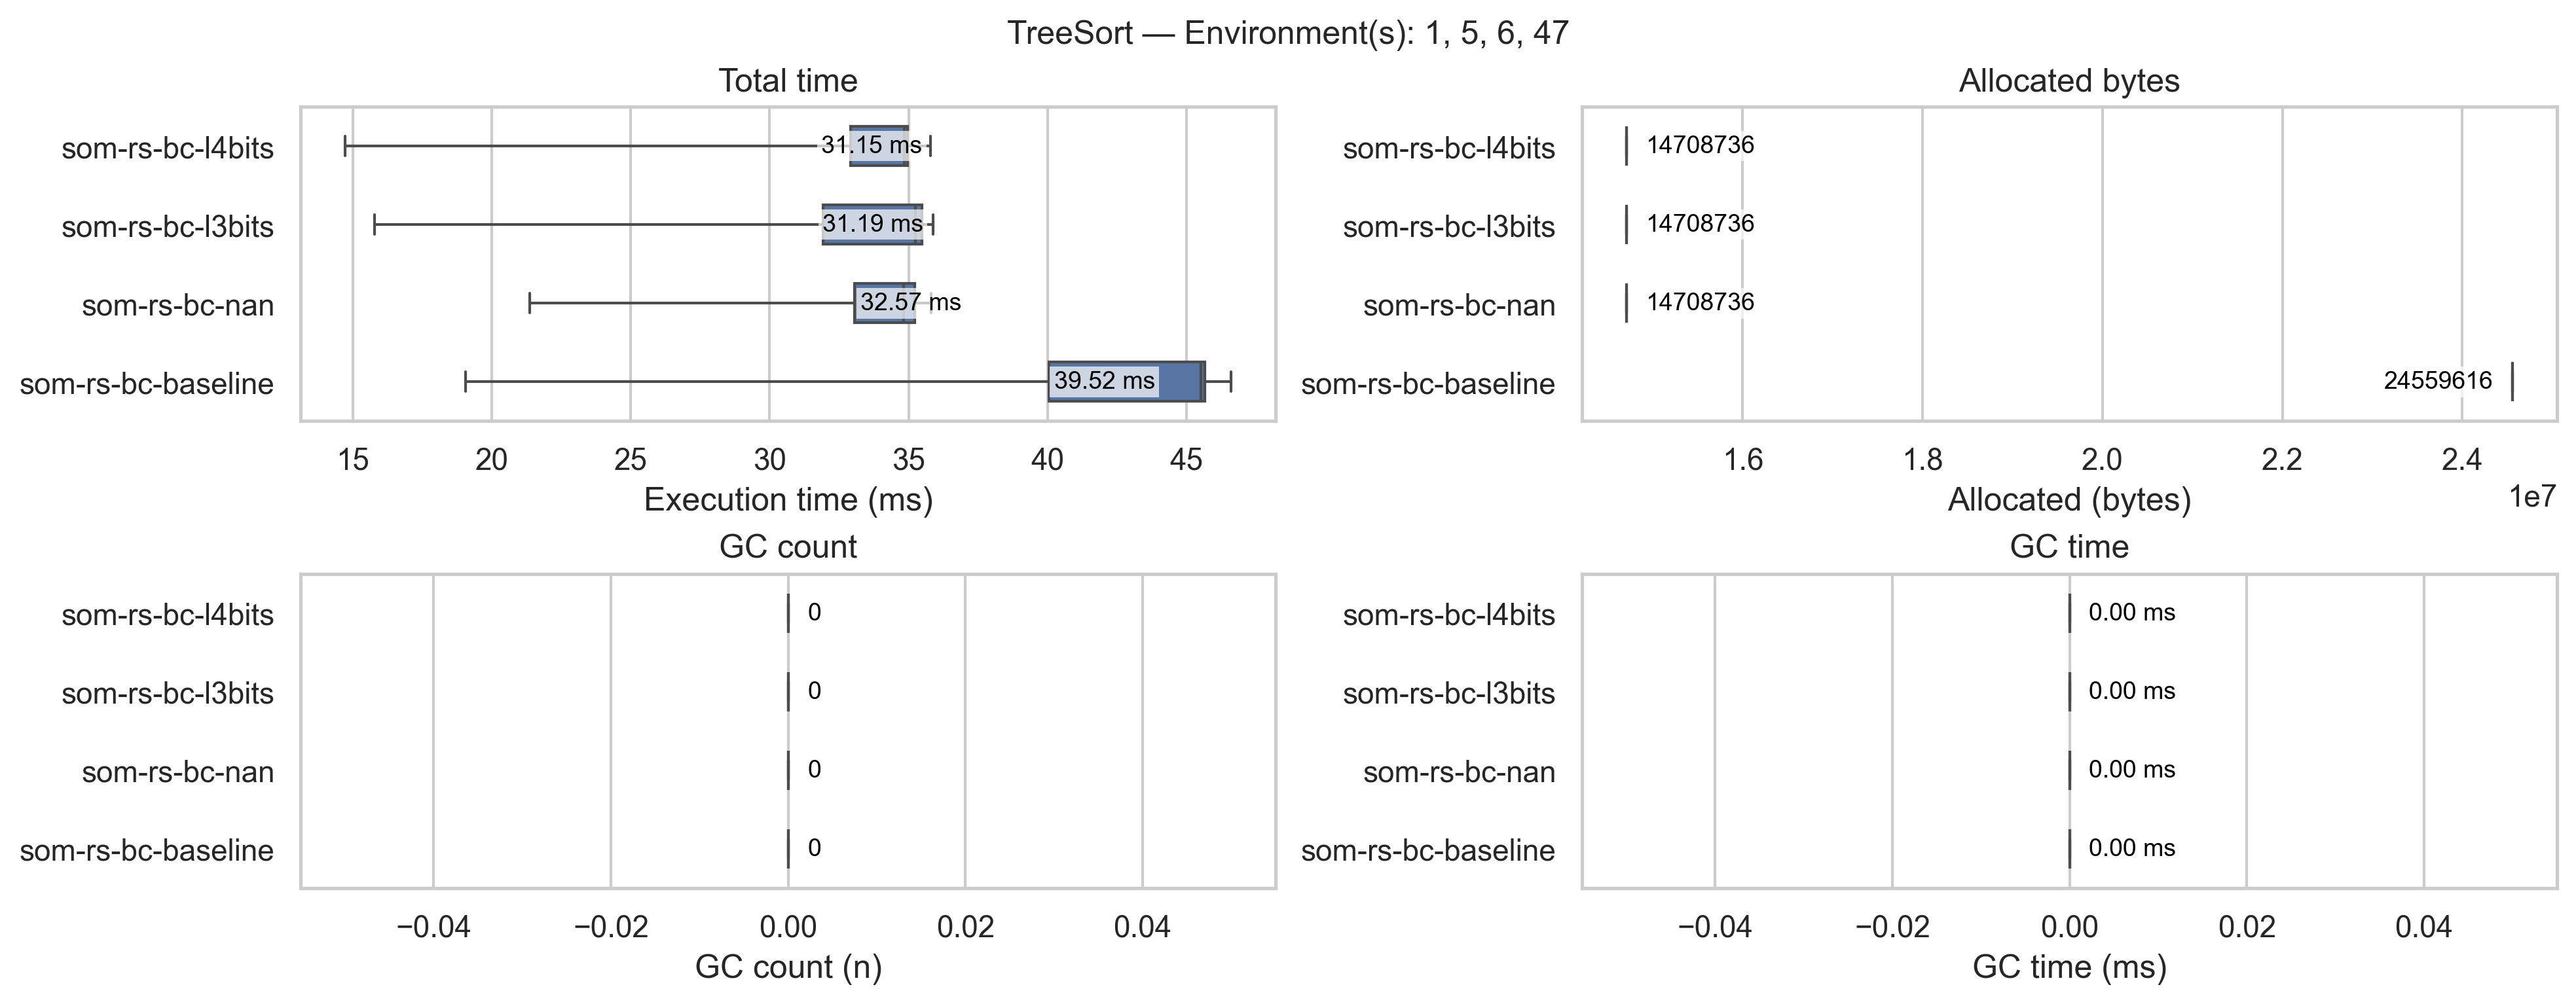 TreeSort — Environment(s): 1, 5, 6, 47
Total time
som-rs-bc-l4bits
31.15 ms
som-rs-bc-l3bits
31.19 ms
som-rs-bc-nan
32.57 ms
som-rs-bc-baseline
39.52 ms
15 20 25 30 35 40 45
Execution time (ms)
Allocated bytes
som-rs-bc-l4bits
14708736
som-rs-bc-l3bits
14708736
som-rs-bc-nan
14708736
som-rs-bc-baseline
24559616
1.6 1.8 2.0 2.2 2.4
1e7
Allocated (bytes)
GC count
som-rs-bc-l4bits
0
som-rs-bc-l3bits
0
som-rs-bc-nan
0
som-rs-bc-baseline
0
−0.04 −0.02 0.00 0.02 0.04
GC count (n)
GC time
som-rs-bc-l4bits
0.00 ms
som-rs-bc-l3bits
0.00 ms
som-rs-bc-nan
0.00 ms
som-rs-bc-baseline
0.00 ms
−0.04 −0.02 0.00 0.02 0.04
GC time (ms)